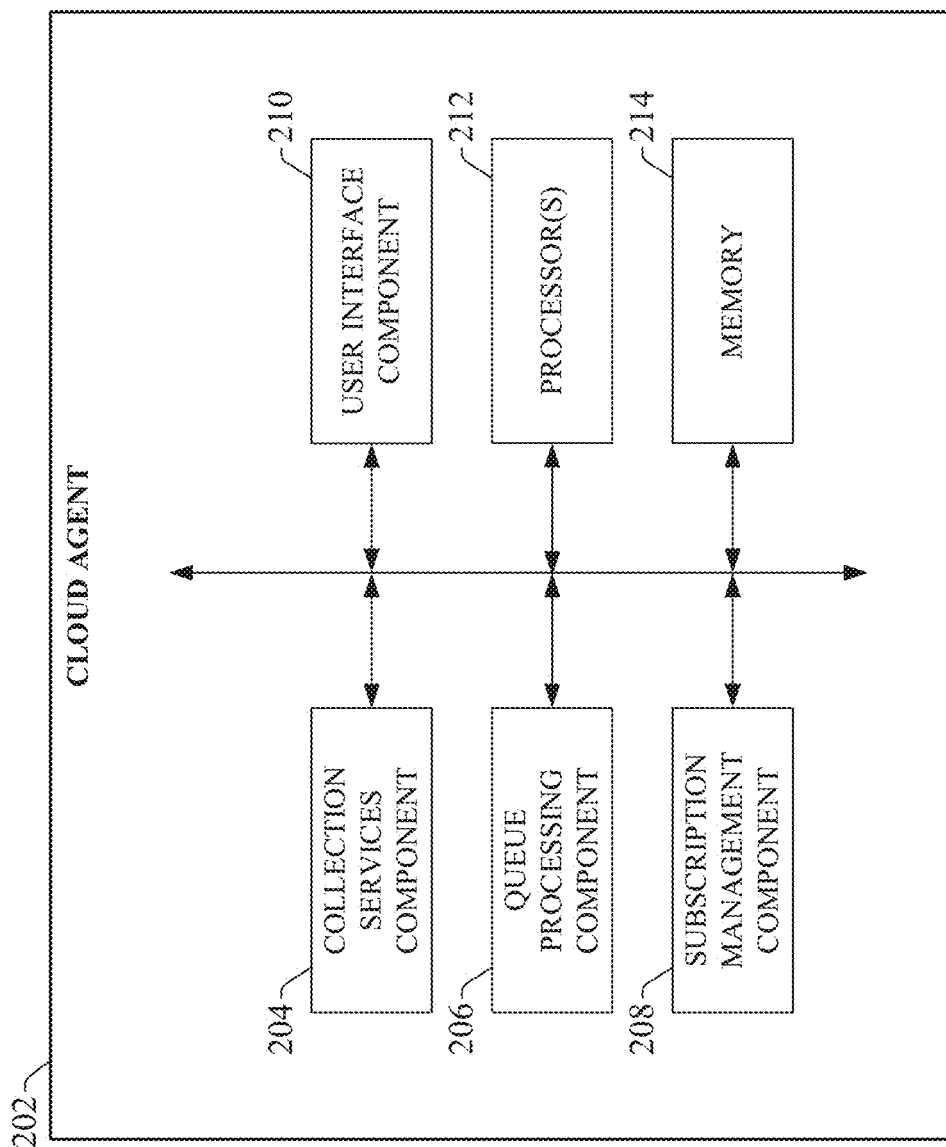 202
CLOUD AGENT
204
COLLECTION
SERVICES
COMPONENT
210
USER INTERFACE
COMPONENT
206
QUEUE
PROCESSING
COMPONENT
212
PROCESSOR(S)
208
SUBSCRIPTION
MANAGEMENT
COMPONENT
214
MEMORY